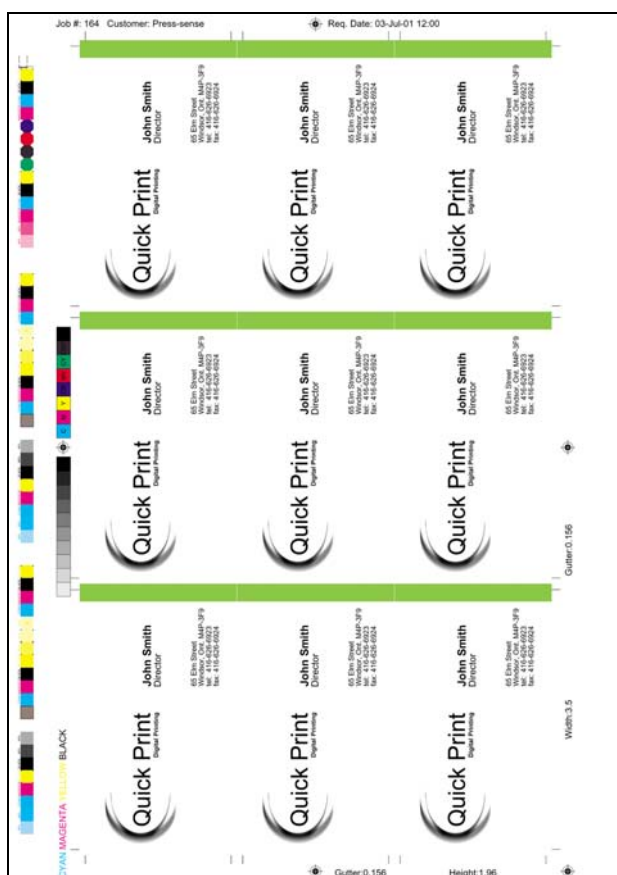 Job #: 164 Customer: Press-sense
Req. Date: 03-Jul-01 12:00
John Smith
Director
65 Elm Street
Windsor, Ont. M4P-3F9
tel: 416-626-6923
fax: 416-626-6924
Quick Print
Digital Printing
John Smith
Director
65 Elm Street
Windsor, Ont. M4P-3F9
tel: 416-626-6923
fax: 416-626-6924
Quick Print
Digital Printing
John Smith
Director
65 Elm Street
Windsor, Ont. M4P-3F9
tel: 416-626-6923
fax: 416-626-6924
Quick Print
Digital Printing
John Smith
Director
65 Elm Street
Windsor, Ont. M4P-3F9
tel: 416-626-6923
fax: 416-626-6924
Quick Print
Digital Printing
John Smith
Director
65 Elm Street
Windsor, Ont. M4P-3F9
tel: 416-626-6923
fax: 416-626-6924
Quick Print
Digital Printing
John Smith
Director
65 Elm Street
Windsor, Ont. M4P-3F9
tel: 416-626-6923
fax: 416-626-6924
Quick Print
Digital Printing
Gutter:0.156
John Smith
Director
65 Elm Street
Windsor, Ont. M4P-3F9
tel: 416-626-6923
fax: 416-626-6924
Quick Print
Digital Printing
John Smith
Director
65 Elm Street
Windsor, Ont. M4P-3F9
tel: 416-626-6923
fax: 416-626-6924
Quick Print
Digital Printing
John Smith
Director
65 Elm Street
Windsor, Ont. M4P-3F9
tel: 416-626-6923
fax: 416-626-6924
Quick Print
Digital Printing
Width:3.5
CYAN MAGENTA YELLOW BLACK
Gutter:0.156
Height:1.96